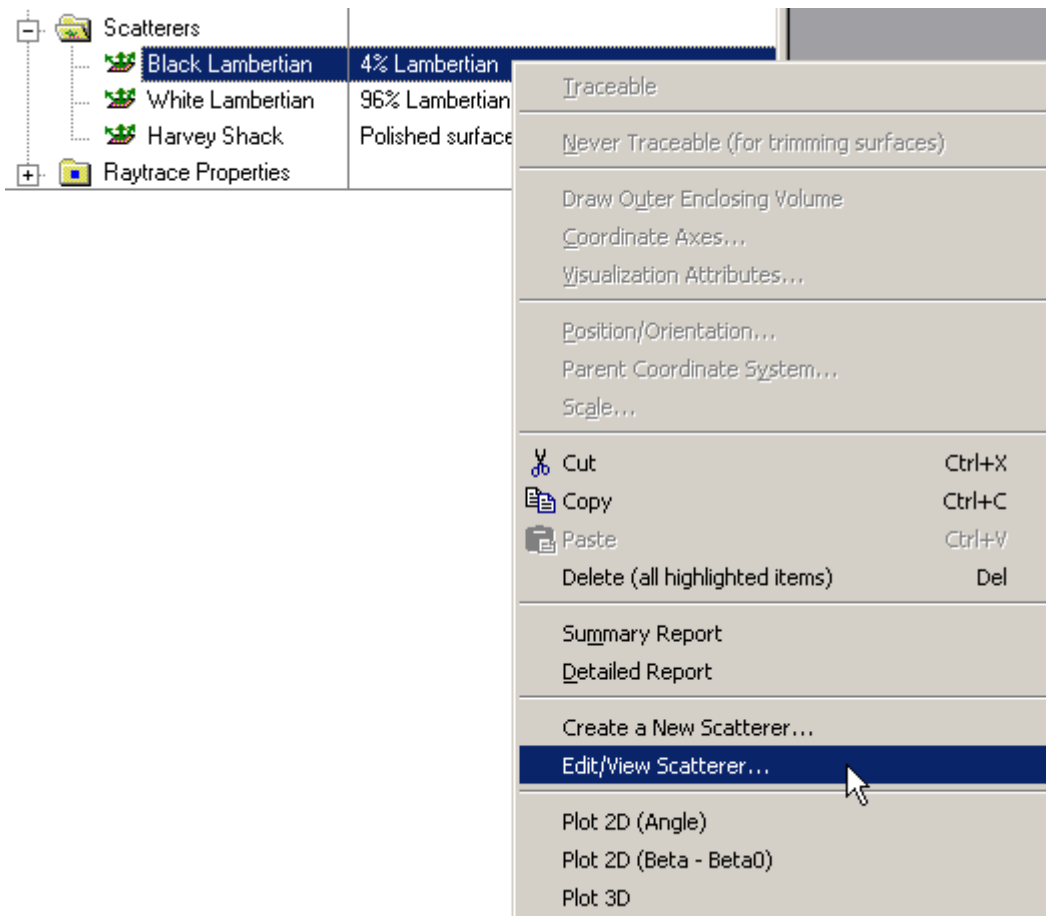 Scatterers
Black Lambertian 4% Lambertian
White Lambertian 96% Lambertian
Harvey Shack Polished surface
Raytrace Properties
Traceable
Never Traceable (for trimming surfaces)
Draw Outer Enclosing Volume
Coordinate Axes...
Visualization Attributes...
Position/Orientation...
Parent Coordinate System...
Scale...
Cut Ctrl+X
Copy Ctrl+C
Paste Ctrl+V
Delete (all highlighted items) Del
Summary Report
Detailed Report
Create a New Scatterer...
Edit/View Scatterer...
Plot 2D (Angle)
Plot 2D (Beta - Beta0)
Plot 3D